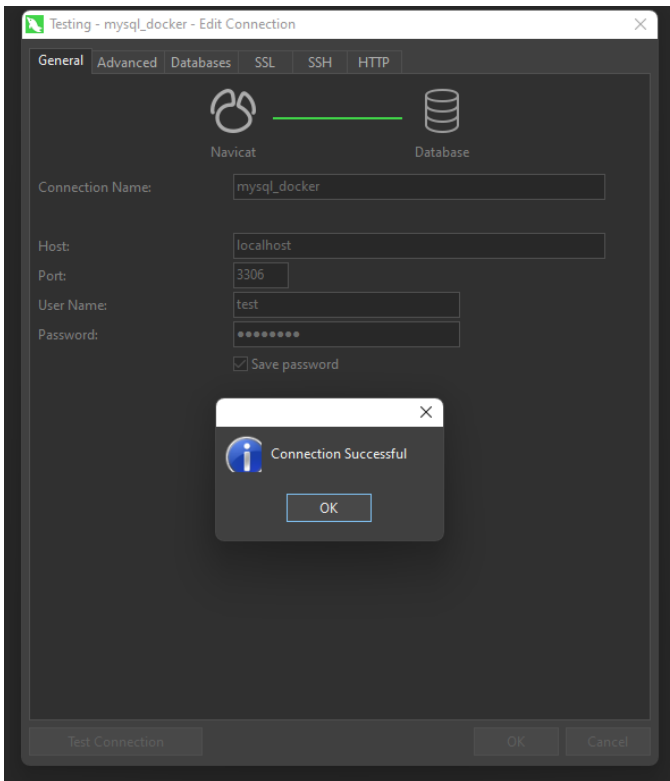 Testing - mysql_docker - Edit Connection
General Advanced Databases SSL SSH HTTP
Navicat Database
Connection Name: mysql_docker
Host: localhost
Port: 3306
User Name: test
Password: ●●●●●●●●
Save password
Connection Successful
OK
Test Connection OK Cancel